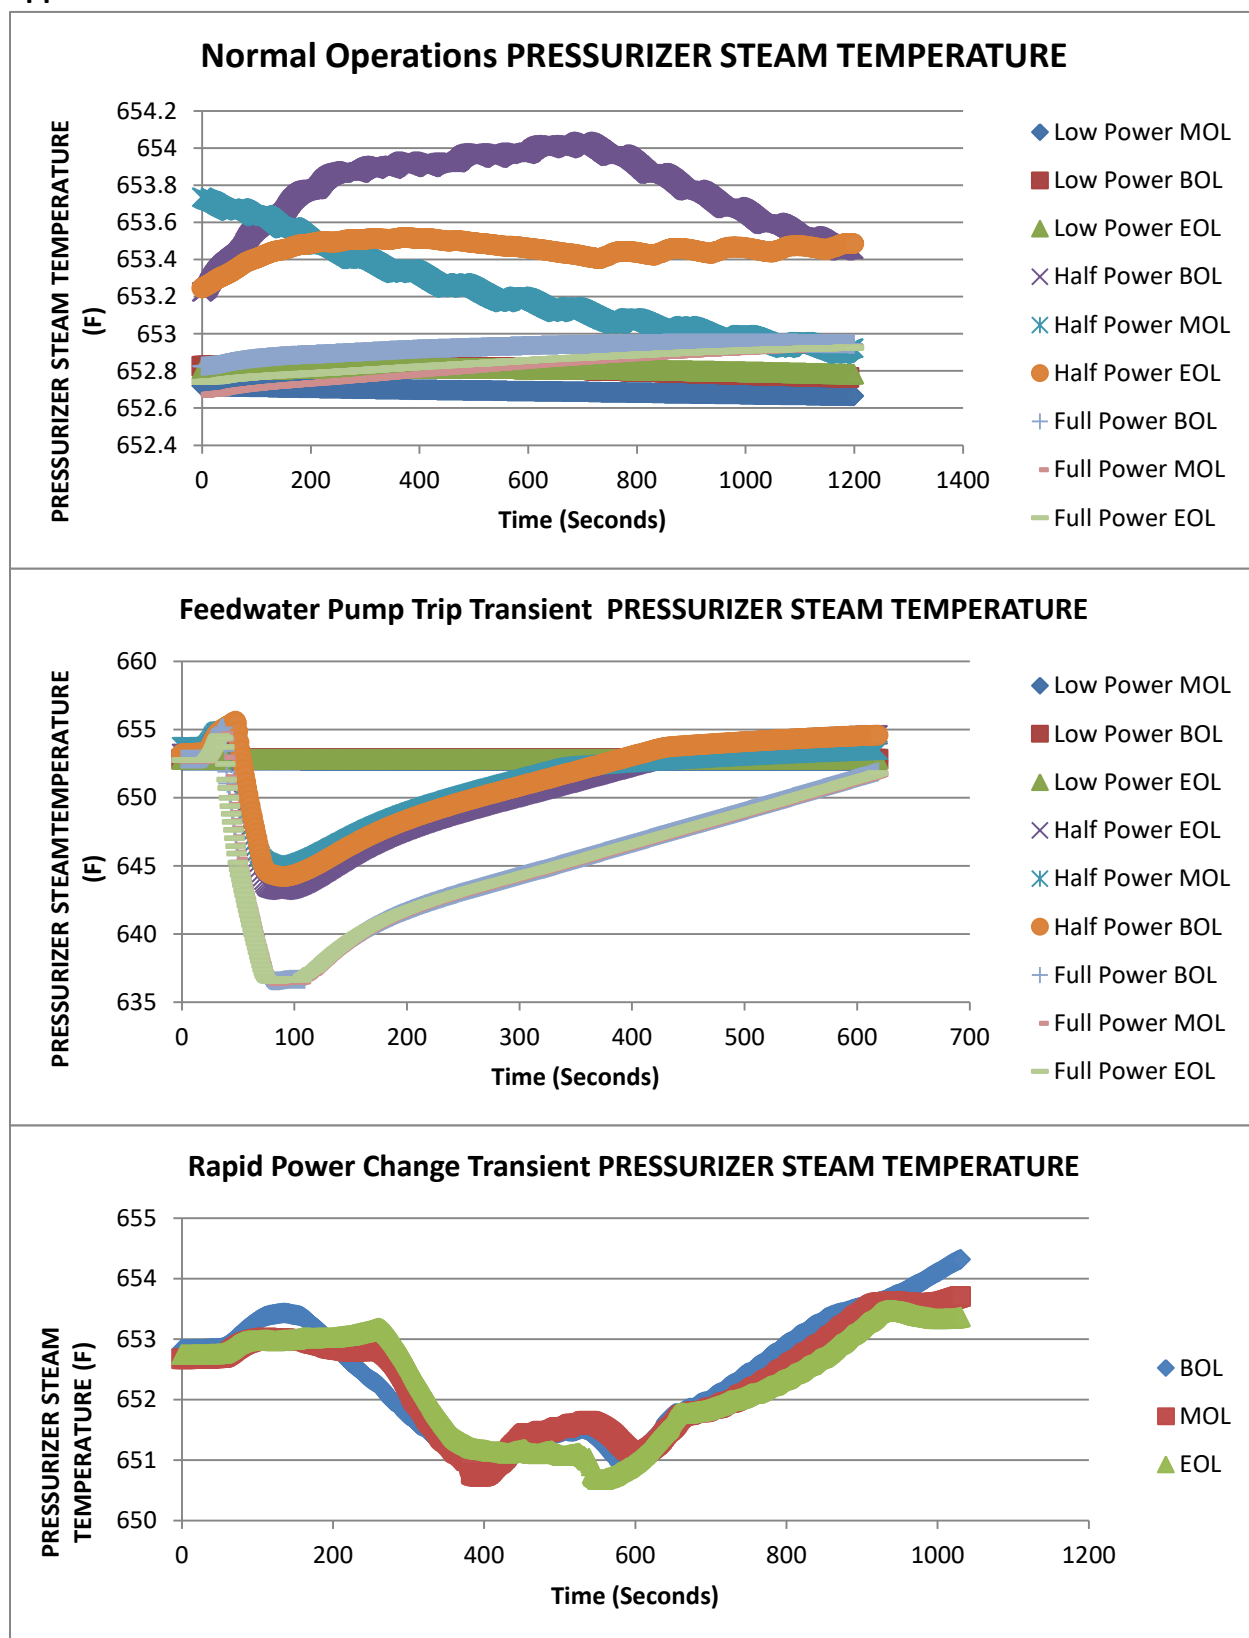 Normal Operations PRESSURIZER STEAM TEMPERATURE
PRESSURIZER STEAM TEMPERATURE
(F)
654.2
654
653.8
653.6
653.4
653.2
653
652.8
652.6
652.4
0 200 400 600 800 1000 1200 1400
Time (Seconds)
Low Power MOL
Low Power BOL
Low Power EOL
Half Power BOL
Half Power MOL
Half Power EOL
Full Power BOL
Full Power MOL
Full Power EOL
Feedwater Pump Trip Transient PRESSURIZER STEAM TEMPERATURE
PRESSURIZER STEAMTEMPERATURE
(F)
660
655
650
645
640
635
0 100 200 300 400 500 600 700
Time (Seconds)
Low Power MOL
Low Power BOL
Low Power EOL
Half Power EOL
Half Power MOL
Half Power BOL
Full Power BOL
Full Power MOL
Full Power EOL
Rapid Power Change Transient PRESSURIZER STEAM TEMPERATURE
PRESSURIZER STEAM
TEMPERATURE (F)
655
654
653
652
651
650
0 200 400 600 800 1000 1200
Time (Seconds)
BOL
MOL
EOL